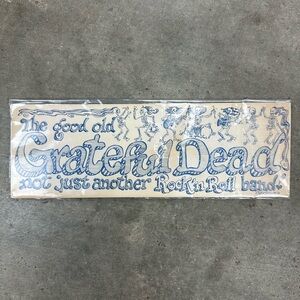 The good old
Grateful Dead
not just another Rock'n Roll band.